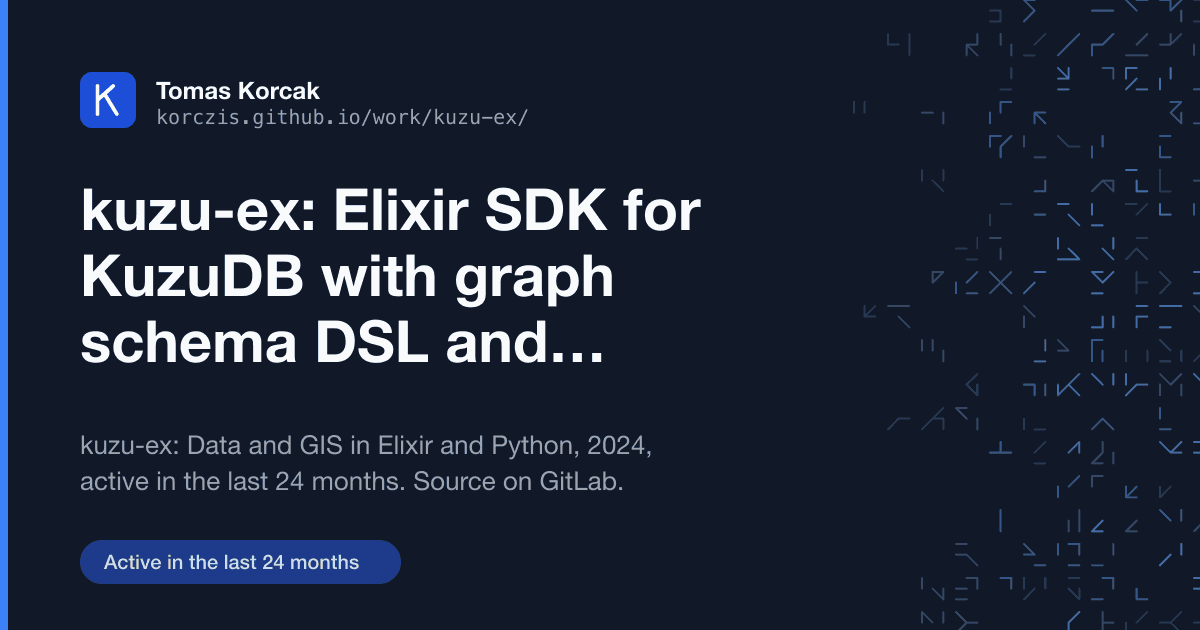 K
Tomas Korcak
korczis.github.io/work/kuzu-ex/
kuzu-ex: Elixir SDK for
KuzuDB with graph
schema DSL and...
kuzu-ex: Data and GIS in Elixir and Python, 2024,
active in the last 24 months. Source on GitLab.
Active in the last 24 months